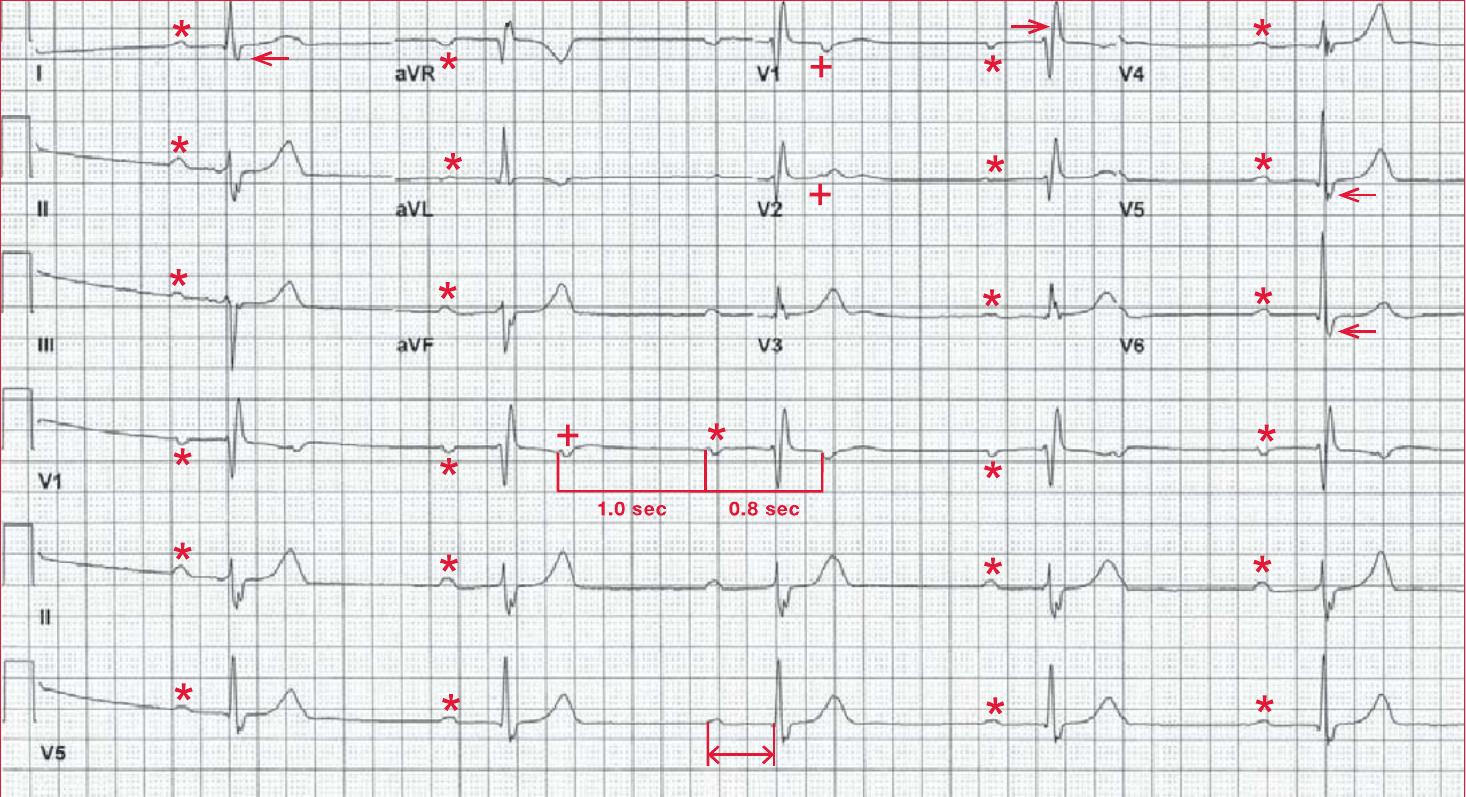 I aVR V1 V4
II aVL V2 V5
III aVF V3 V6
V1
1.0 sec 0.8 sec
II
V5